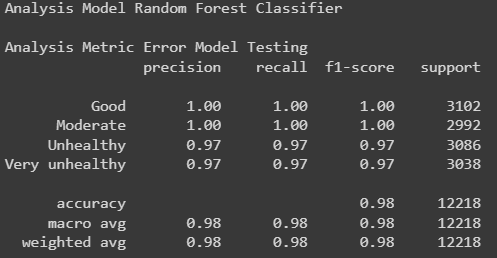 Analysis Model Random Forest Classifier
Analysis Metric Error Model Testing
precision recall f1-score support
Good 1.00 1.00 1.00 3102
Moderate 1.00 1.00 1.00 2992
Unhealthy 0.97 0.97 0.97 3086
Very unhealthy 0.97 0.97 0.97 3038
accuracy 0.98 12218
macro avg 0.98 0.98 0.98 12218
weighted avg 0.98 0.98 0.98 12218